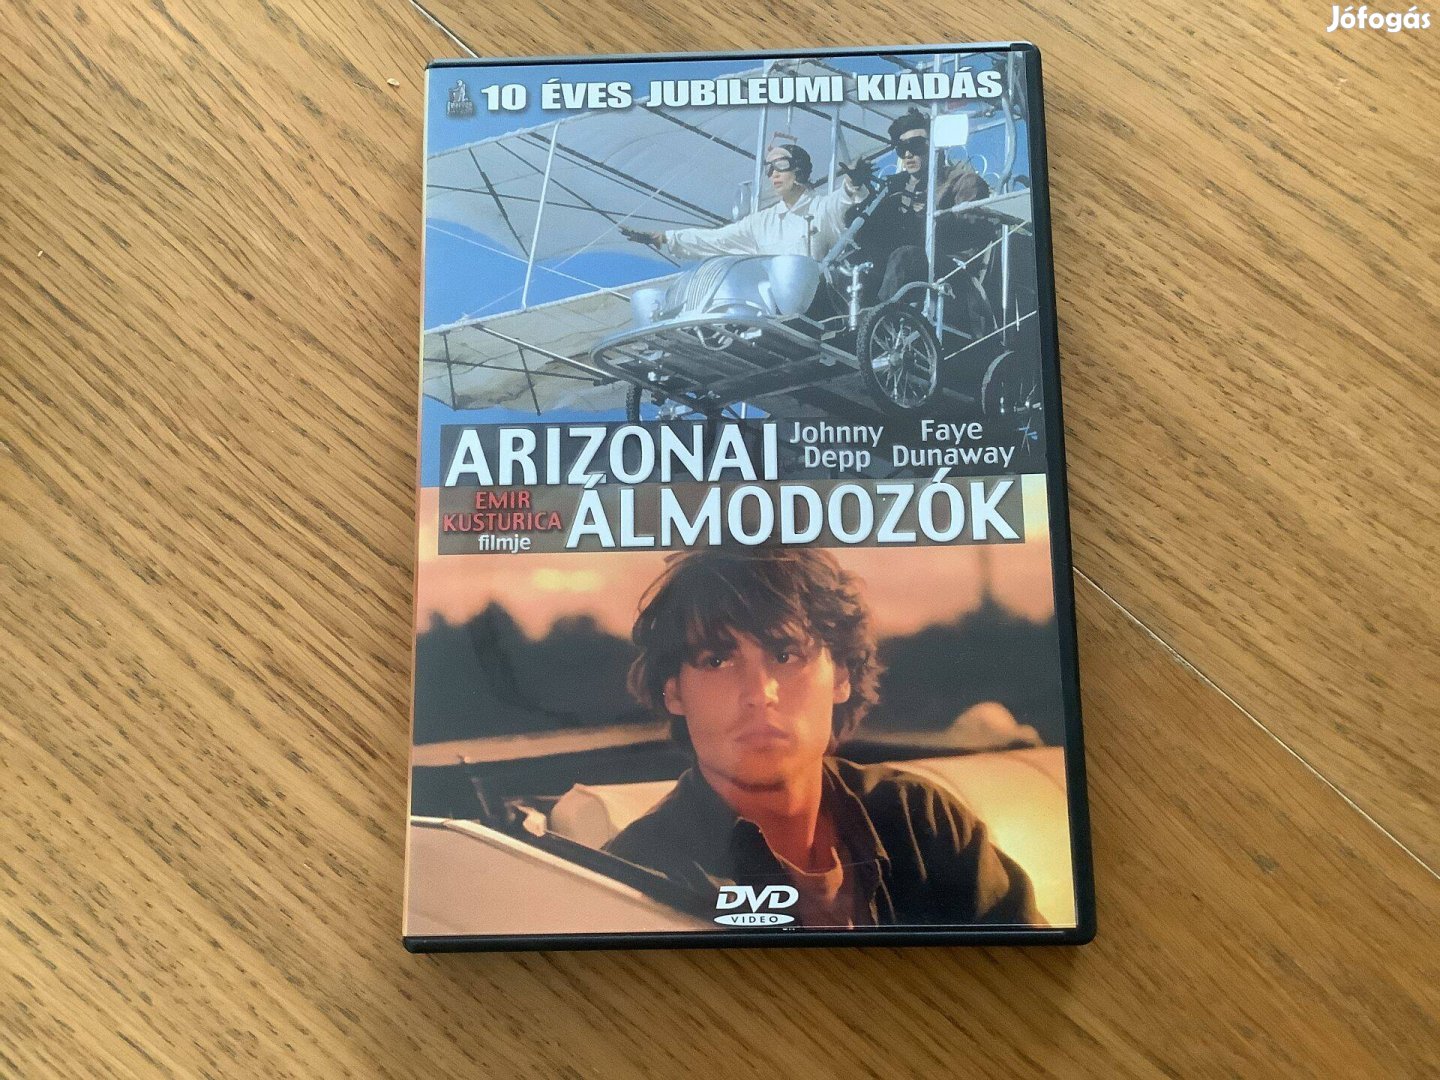 Jófogás
10 ÉVES JUBILEUMI KIADÁS
ARIZONAI
Johnny Depp
Faye Dunaway
EMIR KUSTURICA filmje
ÁLMODOZÓK
DVD
VIDEO